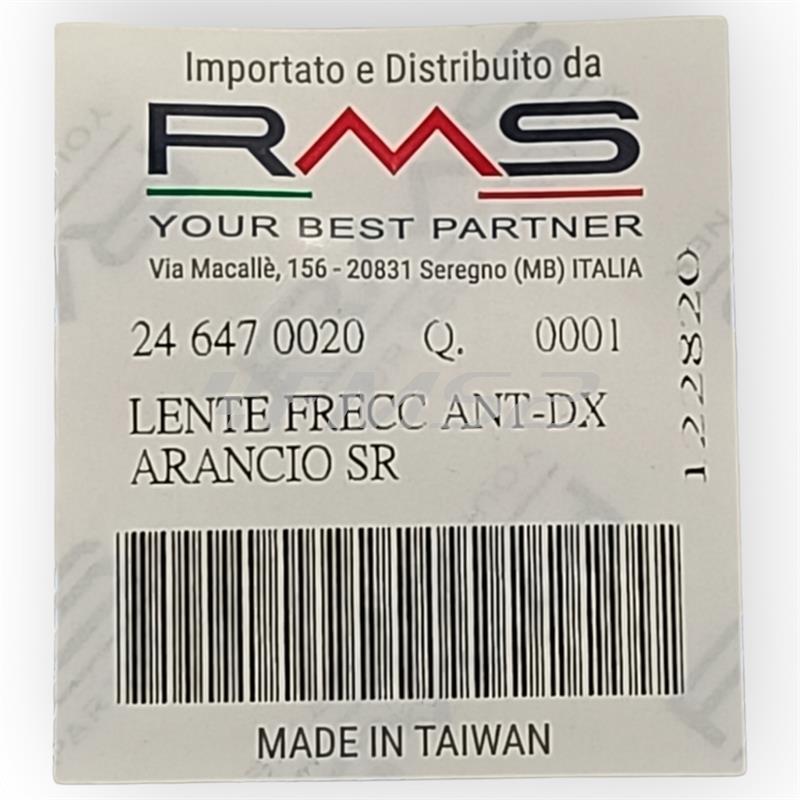 Importato e Distribuito da
RMS
YOUR BEST PARTNER
Via Macallè, 156 - 20831 Seregno (MB) ITALIA
24 647 0020 Q. 0001
122820
LENTE FRECC ANT-DX
ARANCIO SR
MADE IN TAIWAN